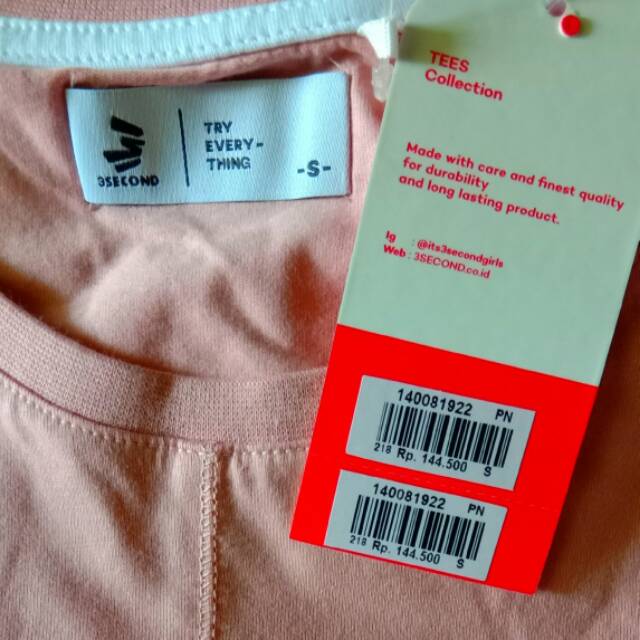 3SECOND
TRY
EVERY-
THING
-S-
TEES
Collection
Made with care and finest quality
for durability
and long lasting product.
Ig : @its3secondgirls
Web : 3SECOND.co.id
140081922 PN
218 Rp. 144.500 S
140081922 PN
218 Rp. 144.500 S